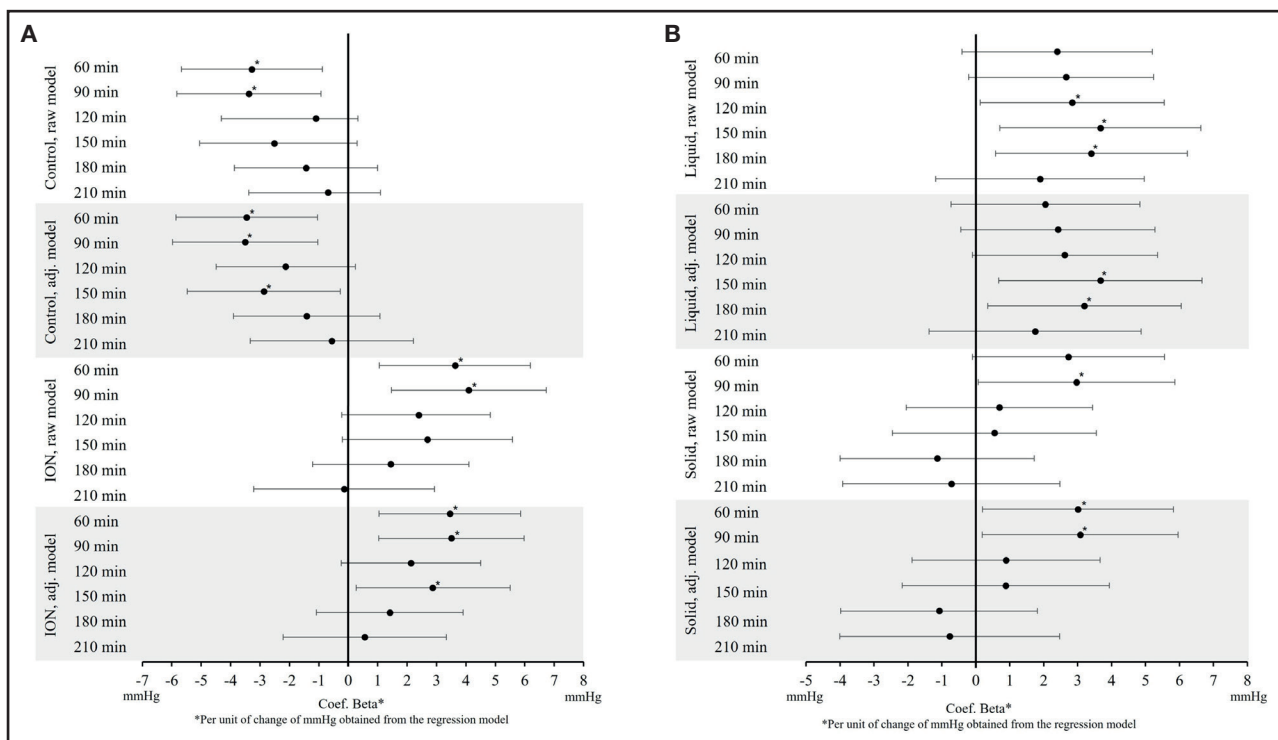 A
Control, raw model
60 min
*
90 min
*
120 min
150 min
180 min
210 min
Control, adj. model
60 min
*
90 min
*
120 min
150 min
*
180 min
210 min
ION, raw model
60 min
*
90 min
*
120 min
150 min
180 min
210 min
ION, adj. model
60 min
*
90 min
*
120 min
150 min
*
180 min
210 min
-7 -6 -5 -4 -3 -2 -1 0 1 2 3 4 5 6 7 8
mmHg mmHg
Coef. Beta*
*Per unit of change of mmHg obtained from the regression model
B
Liquid, raw model
60 min
90 min
120 min
*
150 min
*
180 min
*
210 min
Liquid, adj. model
60 min
90 min
120 min
150 min
*
180 min
*
210 min
Solid, raw model
60 min
90 min
*
120 min
150 min
180 min
210 min
Solid, adj. model
60 min
*
90 min
*
120 min
150 min
180 min
210 min
-5 -4 -3 -2 -1 0 1 2 3 4 5 6 7 8
mmHg mmHg
Coef. Beta*
*Per unit of change of mmHg obtained from the regression model